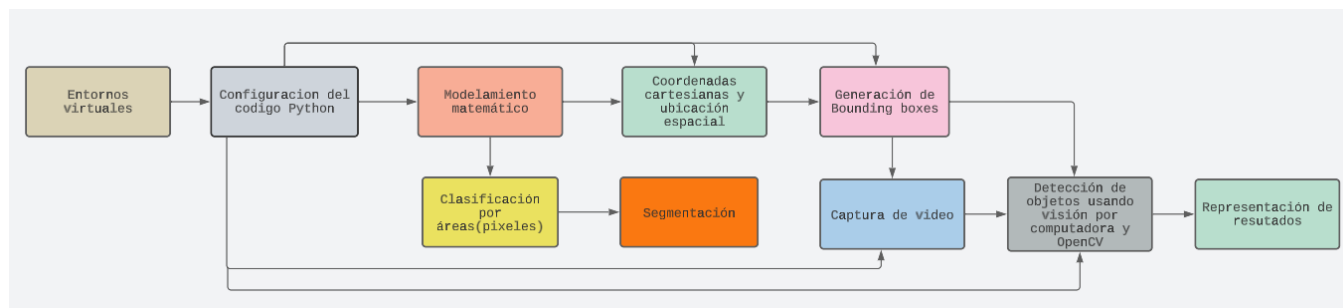 Entornos
virtuales
Configuracion del
codigo Python
Modelamiento
matemático
Coordenadas
cartesianas y
ubicación
espacial
Generación de
Bounding boxes
Clasificación
por
áreas(pixeles)
Segmentación
Captura de video
Detección de
objetos usando
visión por
computadora y
OpenCV
Representación de
resutados